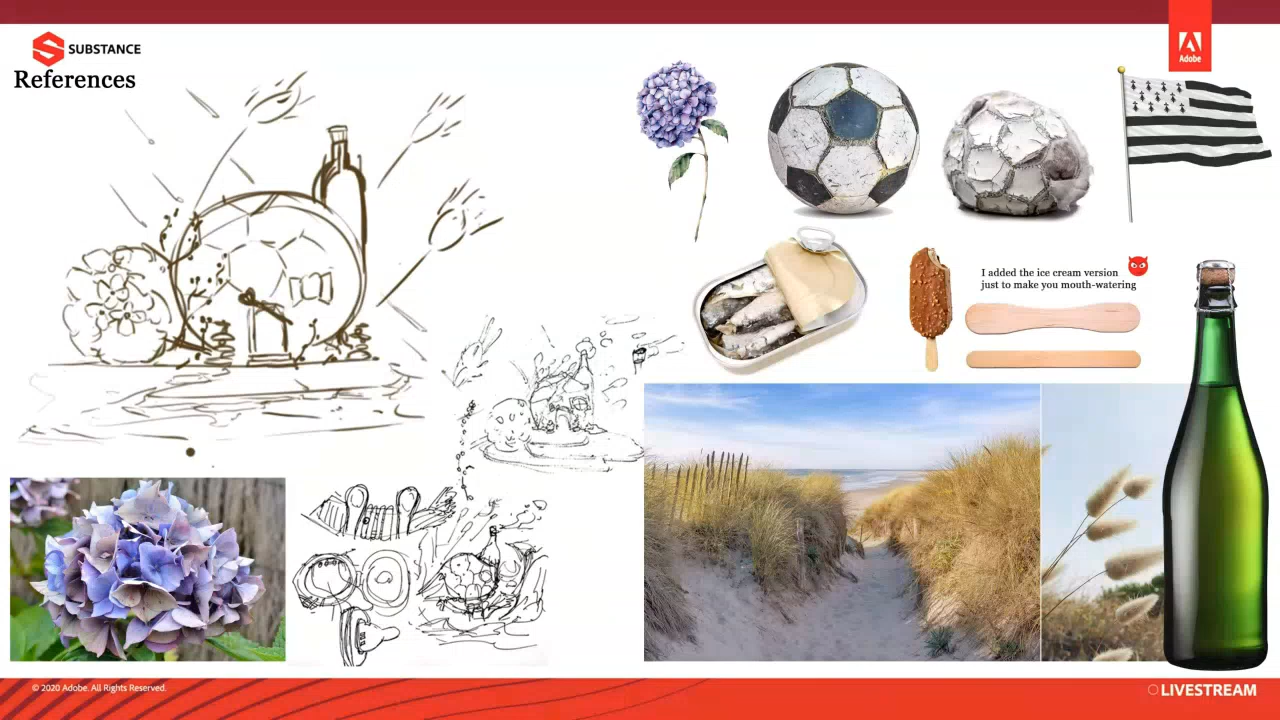 SUBSTANCE
Adobe
References
I added the ice cream version
just to make you mouth-watering
© 2020 Adobe. All Rights Reserved.
LIVESTREAM